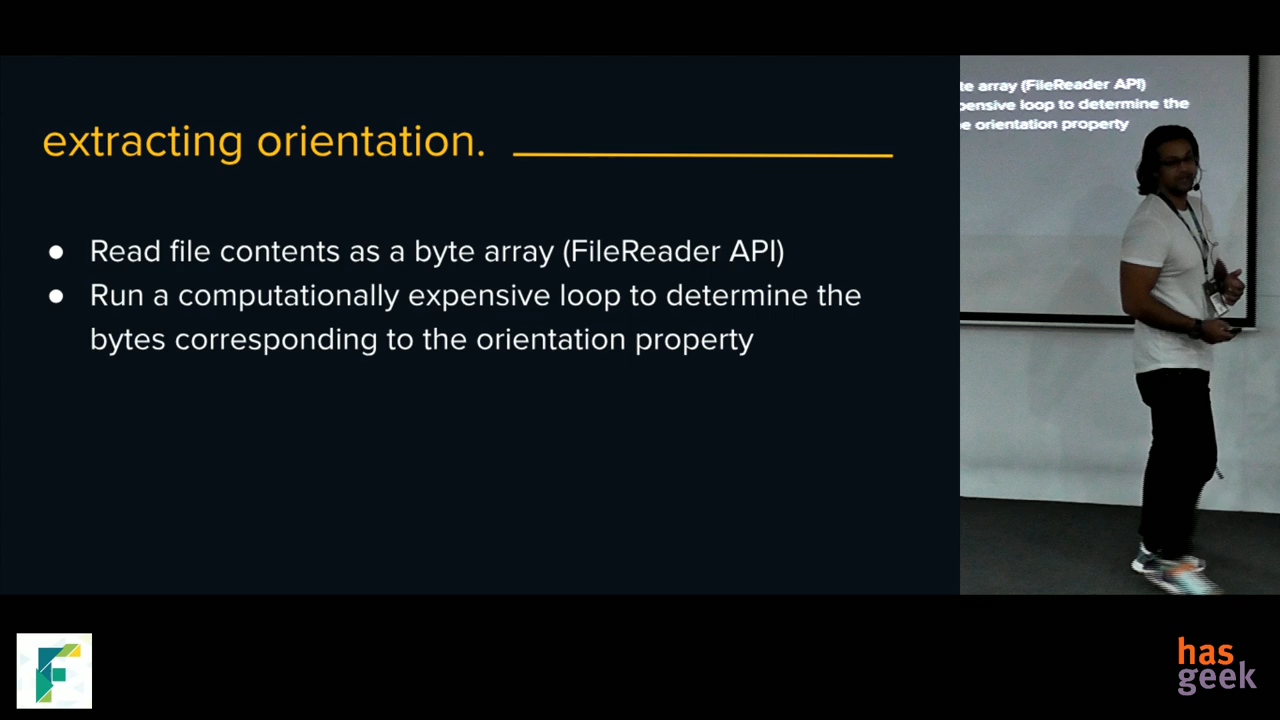 extracting orientation.
● Read file contents as a byte array (FileReader API)
● Run a computationally expensive loop to determine the
bytes corresponding to the orientation property
te array (FileReader API)
pensive loop to determine the
e orientation property
F
has
geek